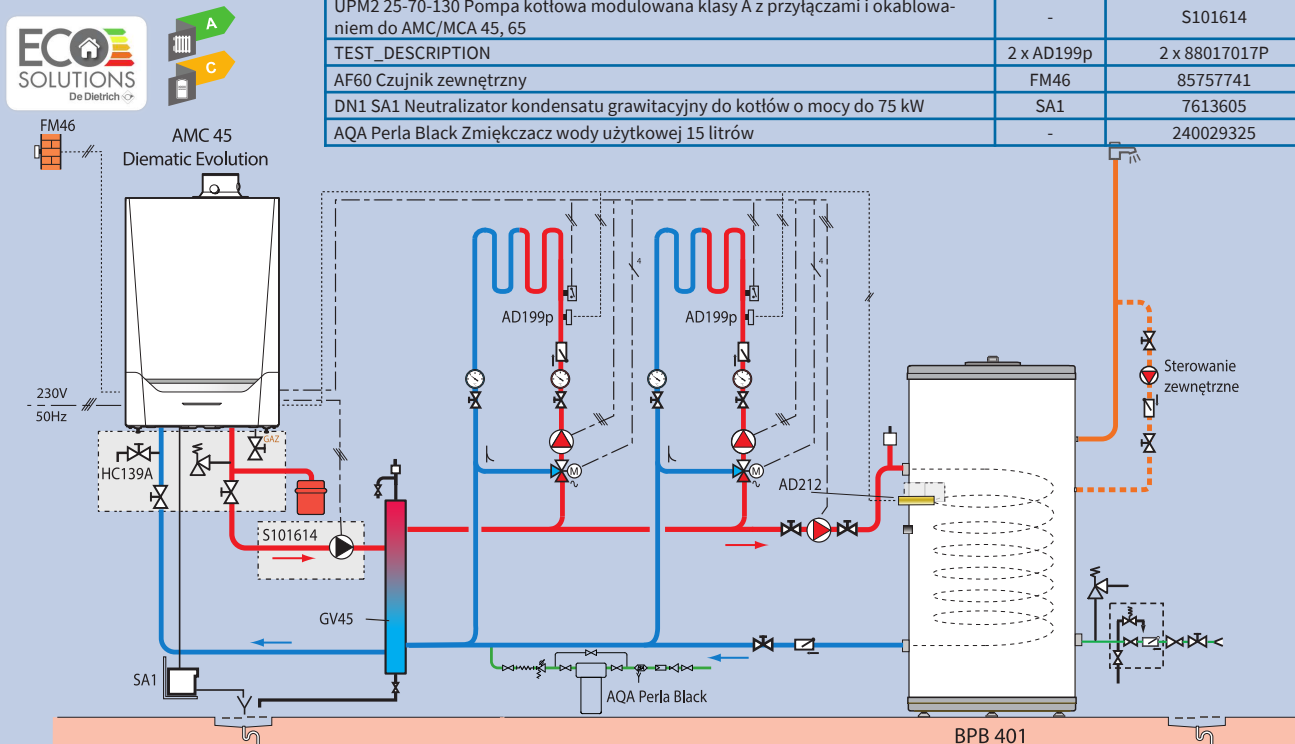 UPM2 25-70-130 Pompa kotłowa modulowana klasy A z przyłączami i okablowa-
niem do AMC/MCA 45, 65
-
S101614
TEST_DESCRIPTION
2 x AD199p
2 x 88017017P
AF60 Czujnik zewnętrzny
FM46
85757741
DN1 SA1 Neutralizator kondensatu grawitacyjny do kotłów o mocy do 75 kW
SA1
7613605
AQA Perla Black Zmiękczacz wody użytkowej 15 litrów
-
240029325
ECO
SOLUTIONS
De Dietrich
A
C
FM46
AMC 45
Diematic Evolution
230V
50Hz
HC139A
GAZ
S101614
GV45
SA1
AD199p
4
M
AD199p
4
M
AD212
Sterowanie
zewnętrzne
AQA Perla Black
BPB 401